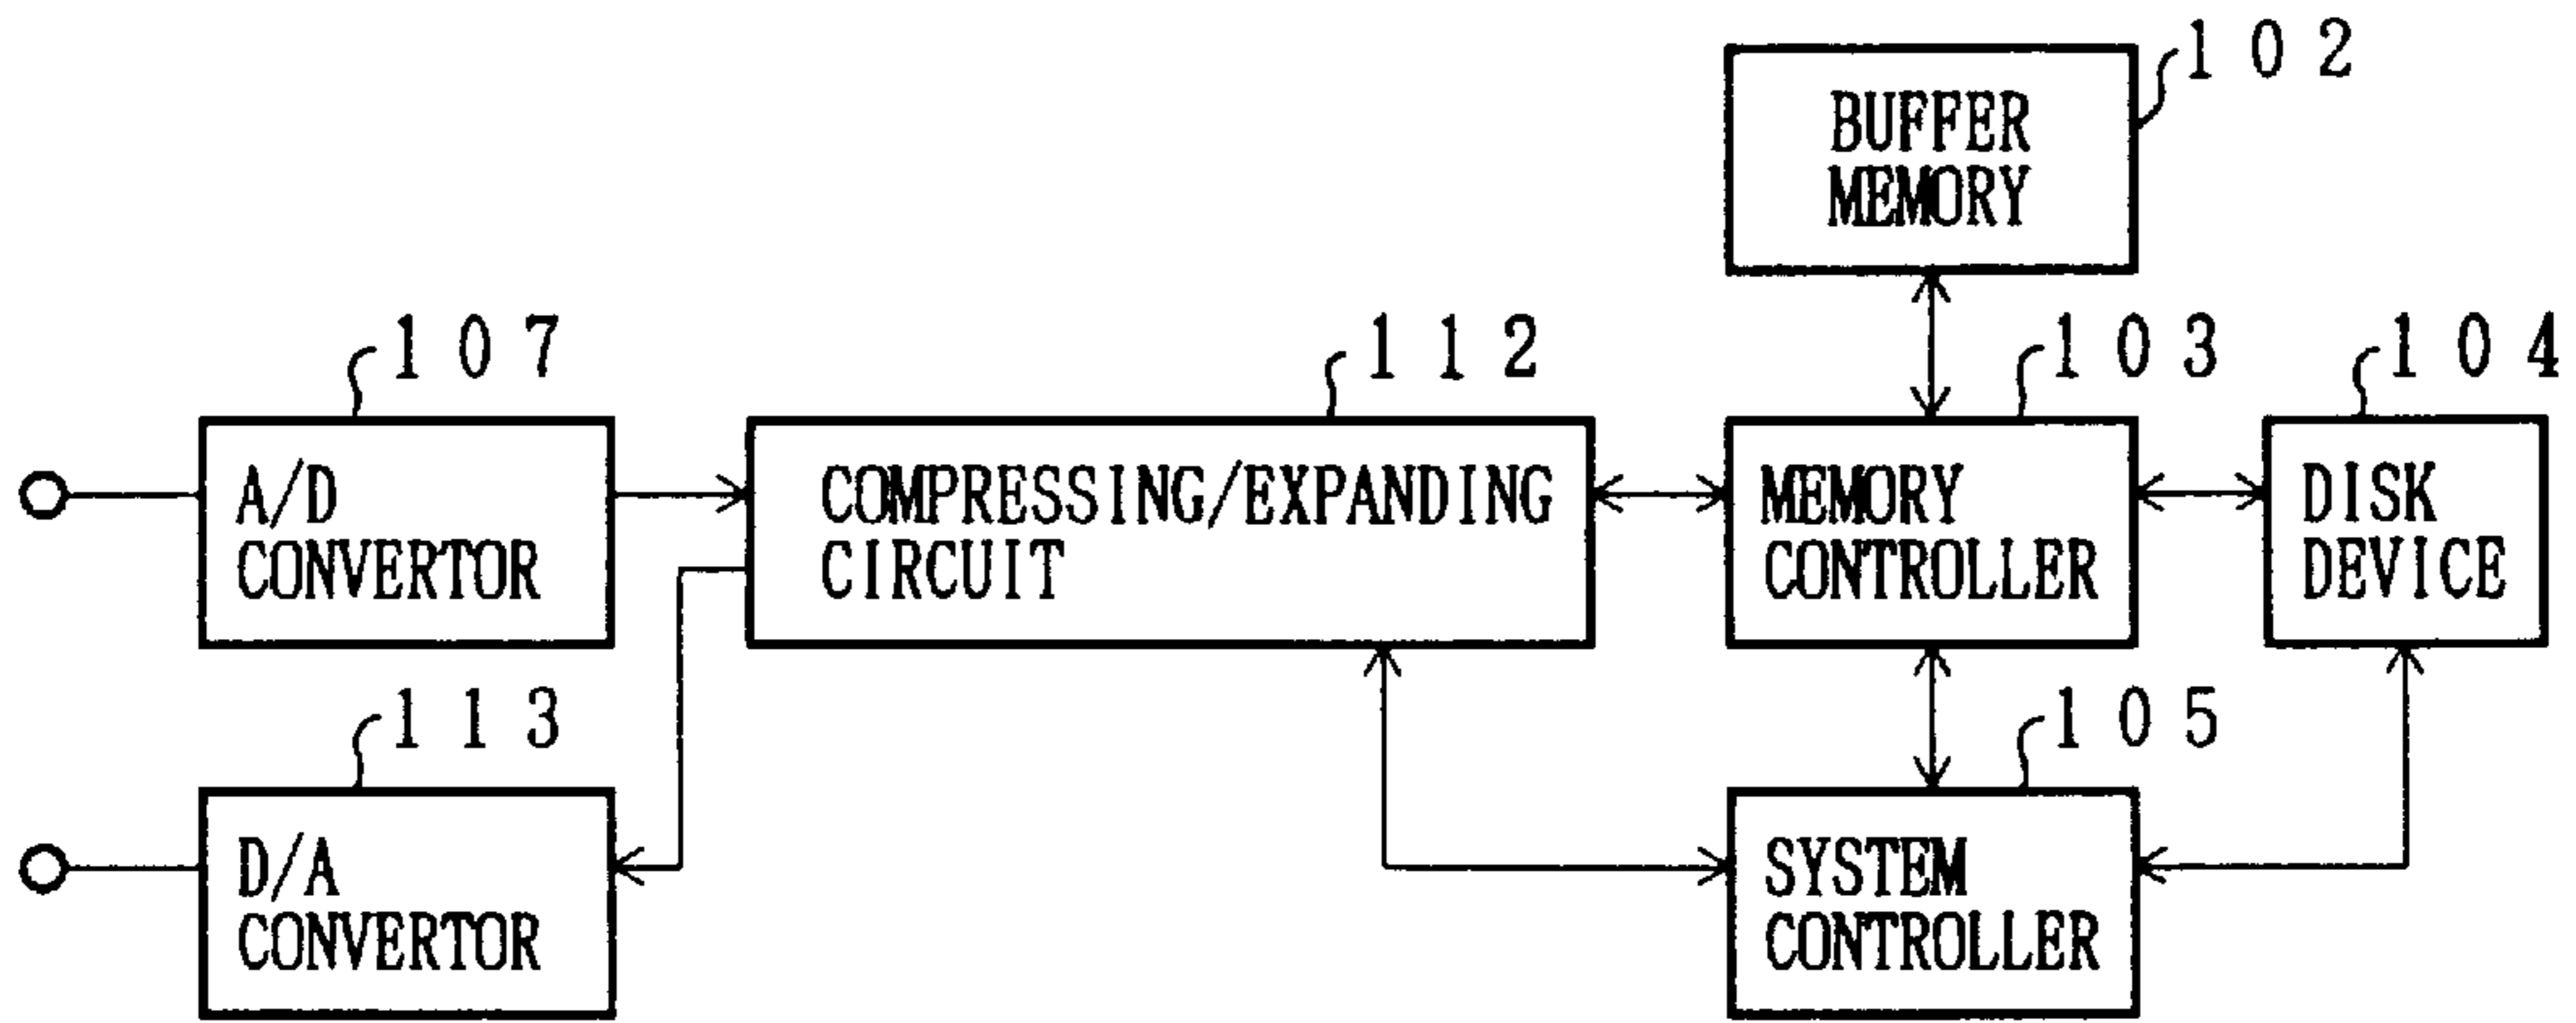 102
BUFFER
MEMORY
107
112
103
104
A/D
CONVERTOR
COMPRESSING/EXPANDING
CIRCUIT
MEMORY
CONTROLLER
DISK
DEVICE
113
105
D/A
CONVERTOR
SYSTEM
CONTROLLER